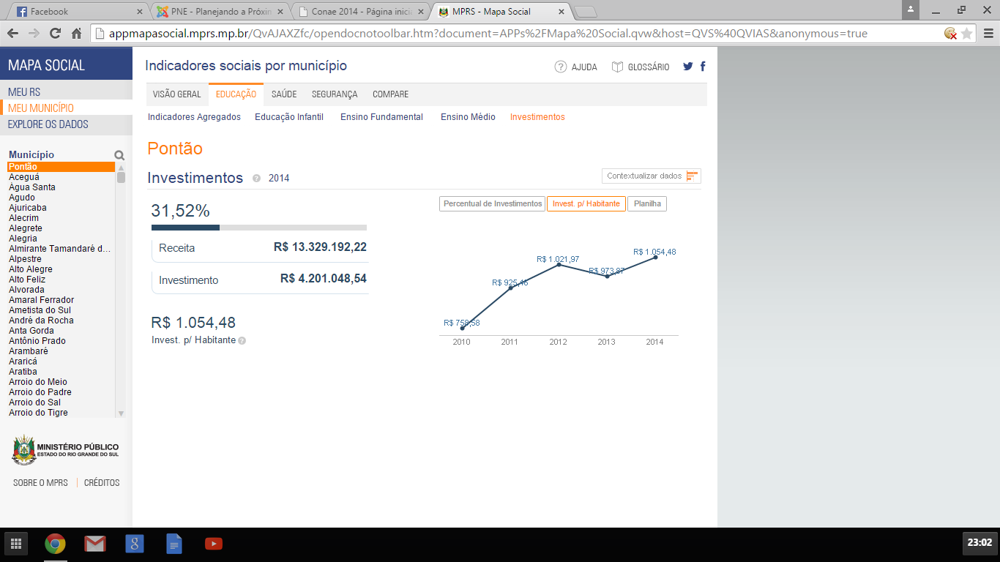 Facebook
PNE - Planejando a Próxim
Conae 2014 - Página inicia
MPRS - Mapa Social
appmapasocial.mprs.mp.br/QvAJAXZfc/opendocnotoolbar.htm?document=APPs%2FMapa%20Social.qvw&host=QVS%40QVIAS&anonymous=true
MAPA SOCIAL
MEU RS
MEU MUNICÍPIO
EXPLORE OS DADOS
Município
Pontão
Aceguá
Água Santa
Agudo
Ajuricaba
Alecrim
Alegrete
Alegria
Almirante Tamandaré d...
Alpestre
Alto Alegre
Alto Feliz
Alvorada
Amaral Ferrador
Ametista do Sul
André da Rocha
Anta Gorda
Antônio Prado
Arambaré
Araricá
Aratiba
Arroio do Meio
Arroio do Padre
Arroio do Sal
Arroio do Tigre
MINISTÉRIO PÚBLICO
ESTADO DO RIO GRANDE DO SUL
SOBRE O MPRS CRÉDITOS
Indicadores sociais por município
? AJUDA GLOSSÁRIO
VISÃO GERAL EDUCAÇÃO SAÚDE SEGURANÇA COMPARE
Indicadores Agregados Educação Infantil Ensino Fundamental Ensino Médio Investimentos
Pontão
Investimentos ? 2014
Contextualizar dados
31,52%
Receita R$ 13.329.192,22
Investimento R$ 4.201.048,54
R$ 1.054,48
Invest. p/ Habitante ?
Percentual de Investimentos Invest. p/ Habitante Planilha
R$ 758,58
R$ 925,46
R$ 1.021,97
R$ 973,87
R$ 1.054,48
2010 2011 2012 2013 2014
23:02